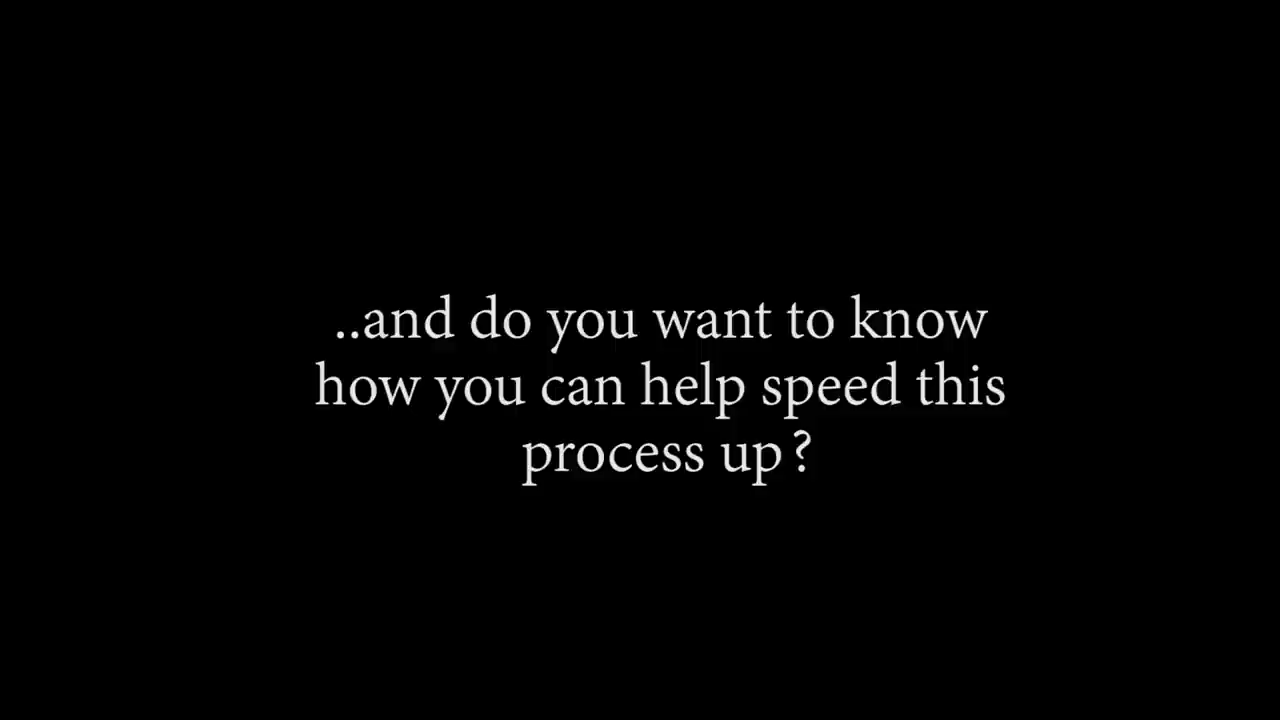 ..and do you want to know
how you can help speed this
process up?